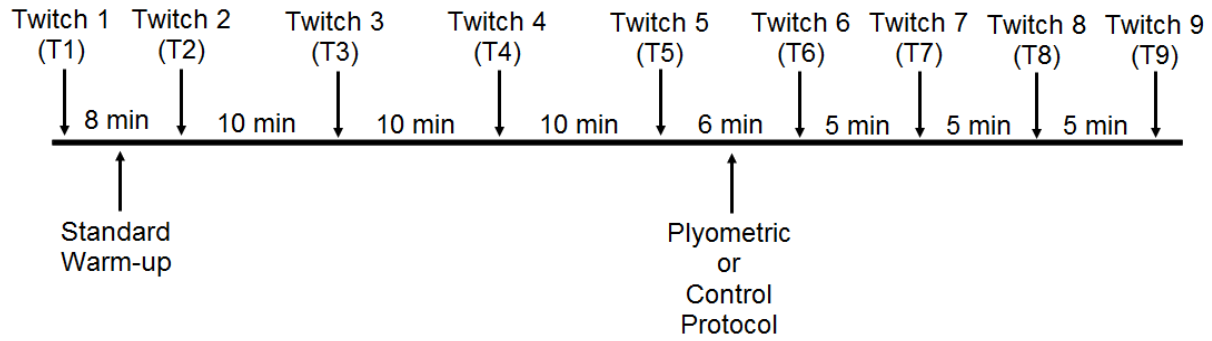 Twitch 1 Twitch 2 Twitch 3 Twitch 4 Twitch 5 Twitch 6 Twitch 7 Twitch 8 Twitch 9
(T1) (T2) (T3) (T4) (T5) (T6) (T7) (T8) (T9)
8 min 10 min 10 min 10 min 6 min 5 min 5 min 5 min
Standard
Warm-up
Plyometric
or
Control
Protocol